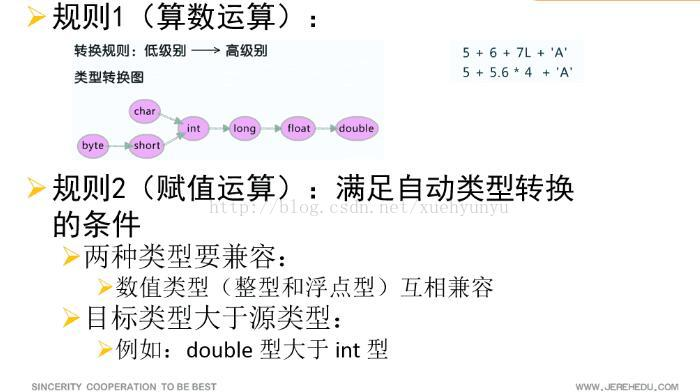 规则1（算数运算）：
转换规则：低级别 → 高级别
5 + 6 + 7L + 'A'
5 + 5.6 * 4 + 'A'
类型转换图
char
int
long
float
double
byte
short
规则2（赋值运算）：满足自动类型转换
的条件
http://blog.csdn.net/xuehyunyu
两种类型要兼容：
数值类型（整型和浮点型）互相兼容
目标类型大于源类型：
例如：double 型大于 int 型
SINCERITY COOPERATION TO BE BEST
WWW.JEREHEDU.COM